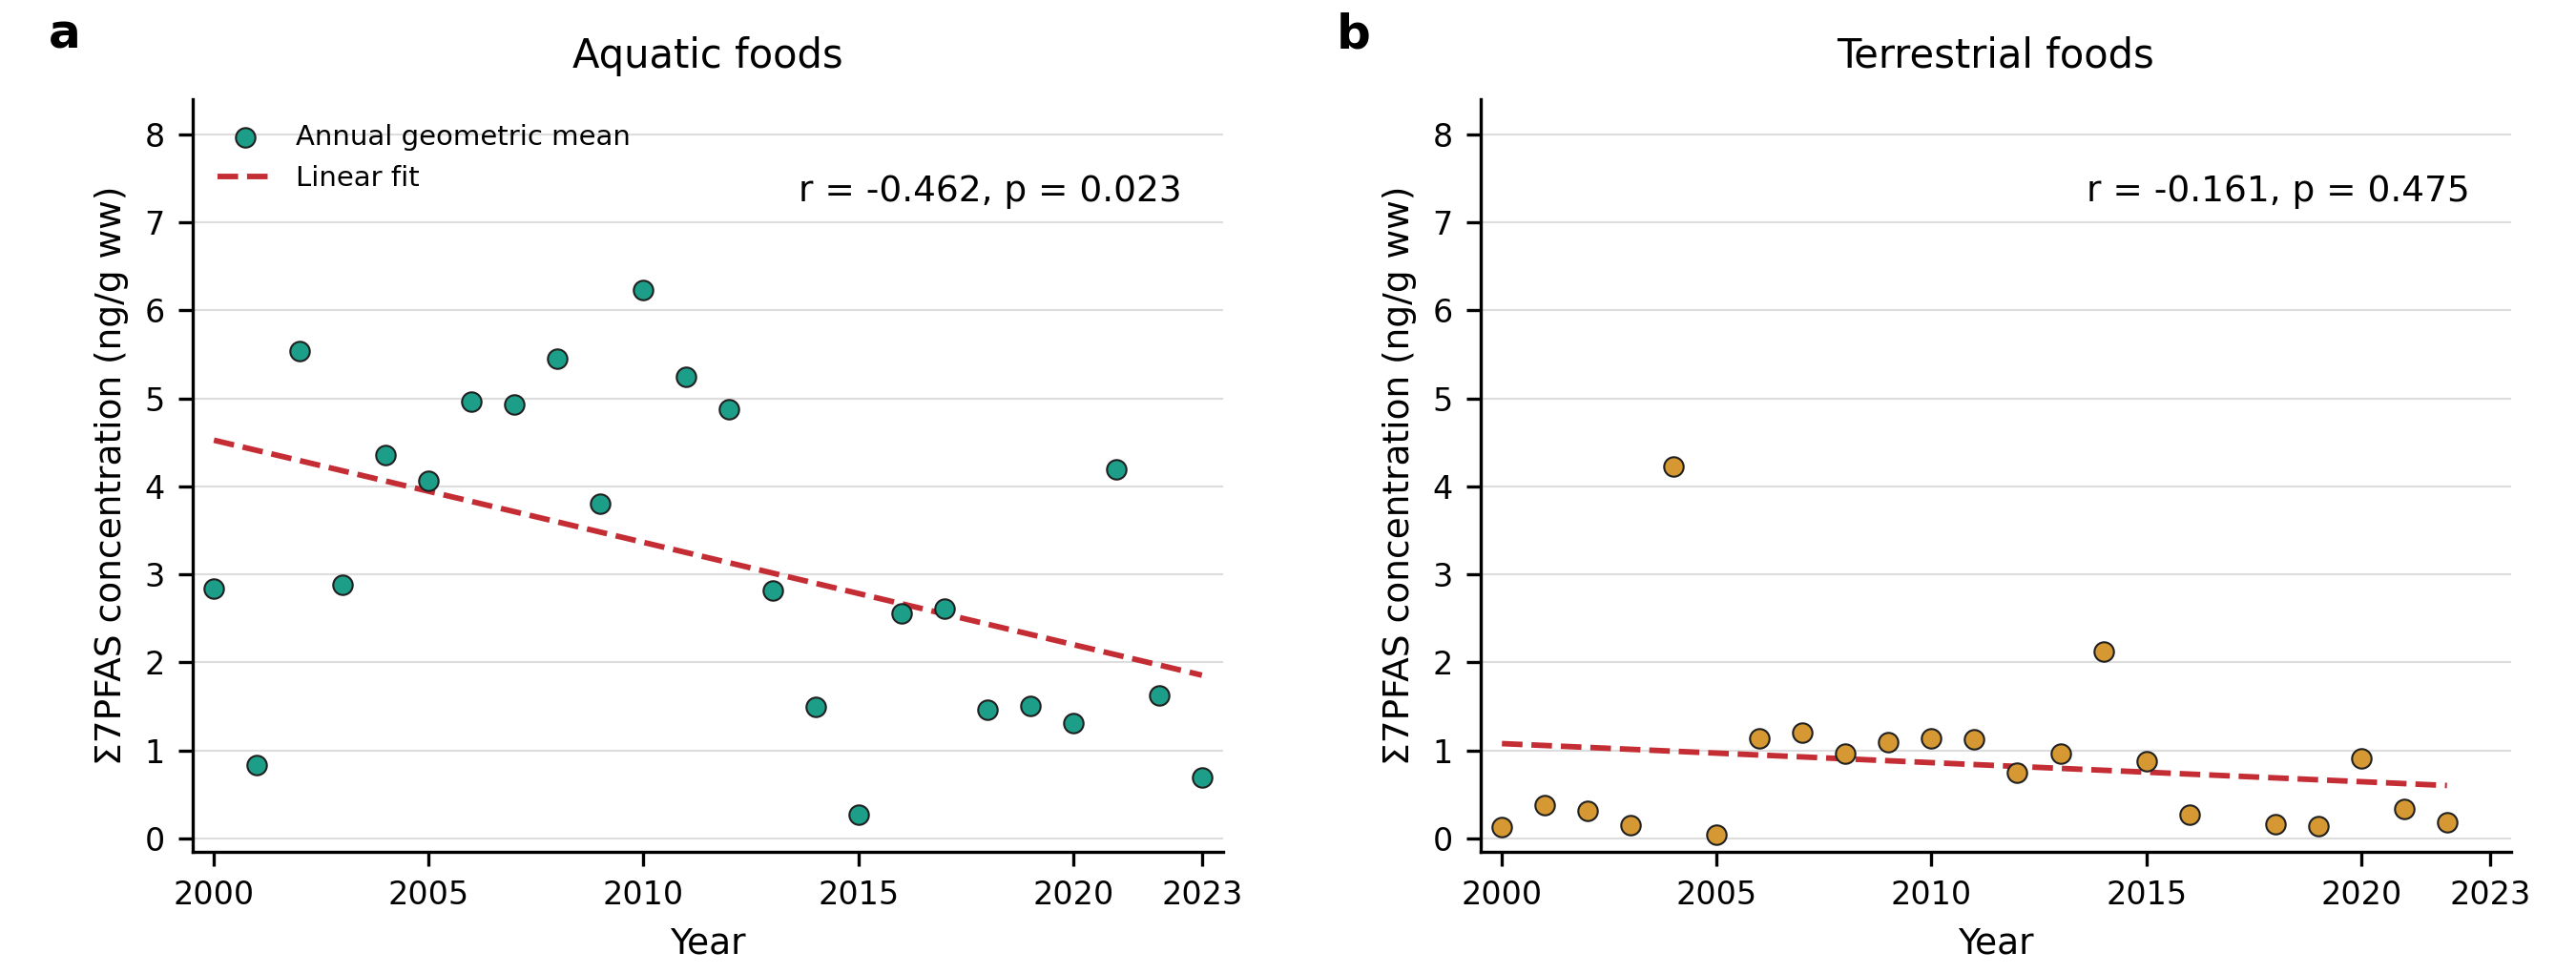 a
Aquatic foods
Annual geometric mean
Linear fit
r = -0.462, p = 0.023
Σ7PFAS concentration (ng/g ww)
8
7
6
5
4
3
2
1
0
2000 2005 2010 2015 2020 2023
Year
b
Terrestrial foods
r = -0.161, p = 0.475
Σ7PFAS concentration (ng/g ww)
8
7
6
5
4
3
2
1
0
2000 2005 2010 2015 2020 2023
Year